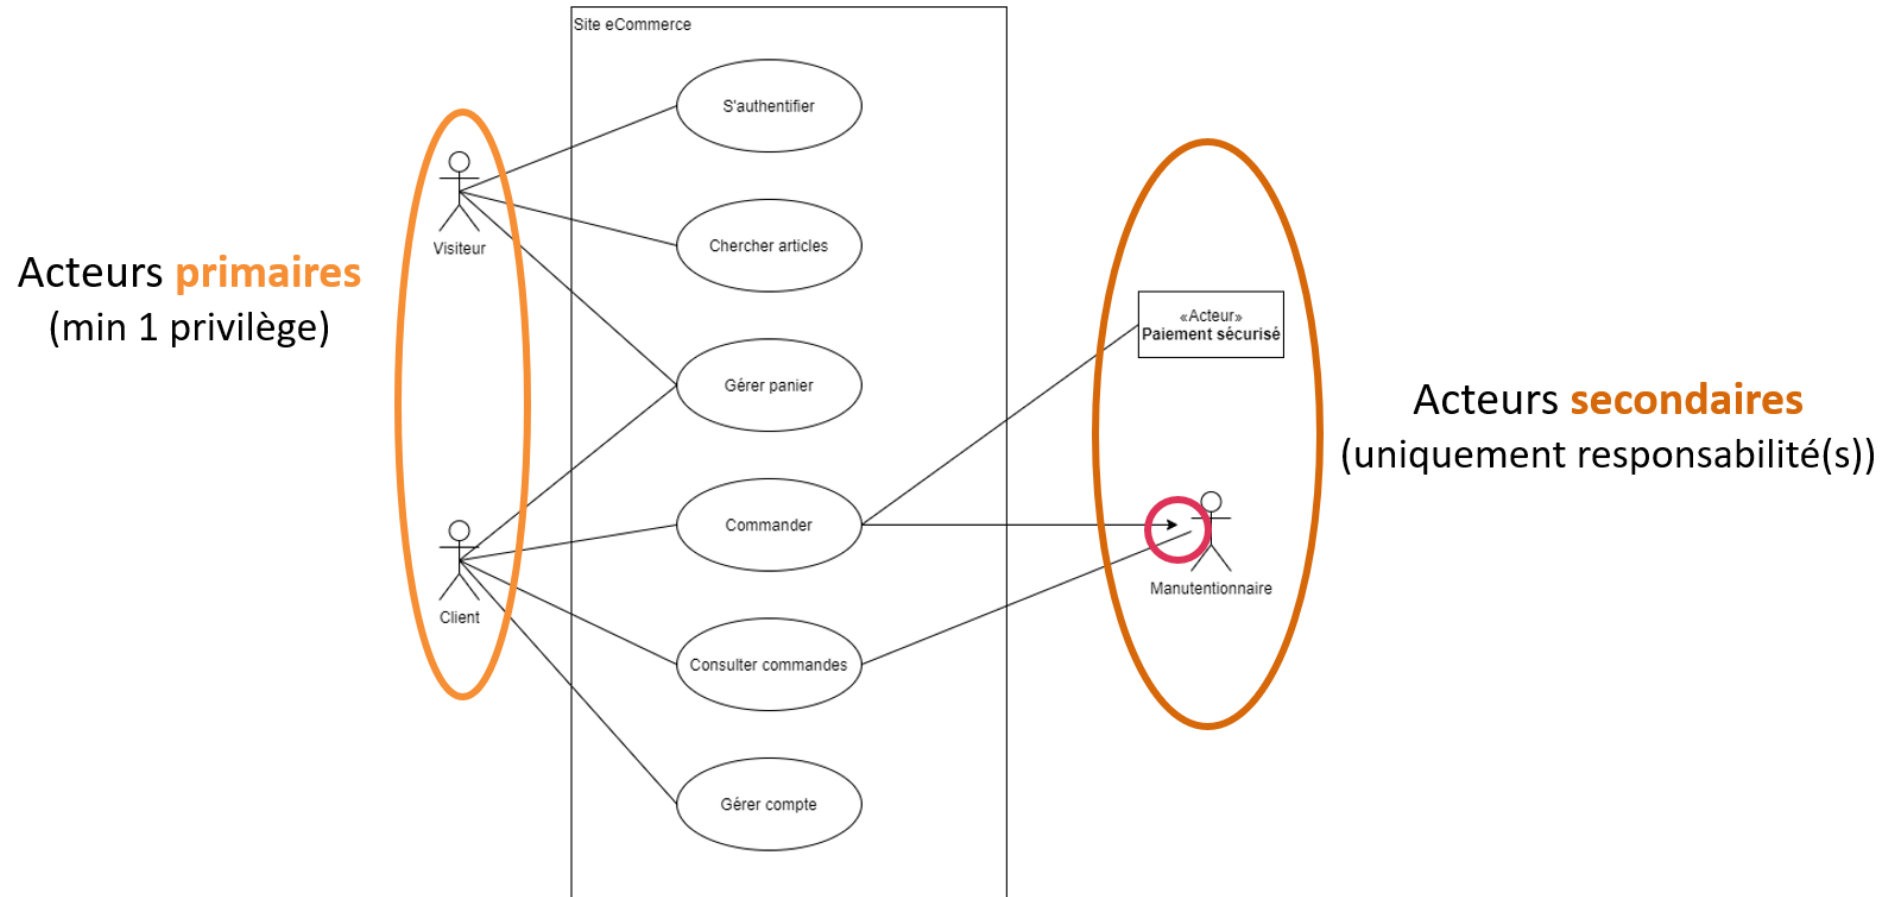 Site eCommerce
S'authentifier
Visiteur
Chercher articles
Acteurs primaires
(min 1 privilège)
«Acteur»
Paiement sécurisé
Gérer panier
Acteurs secondaires
(uniquement responsabilité(s))
Commander
Manutentionnaire
Client
Consulter commandes
Gérer compte